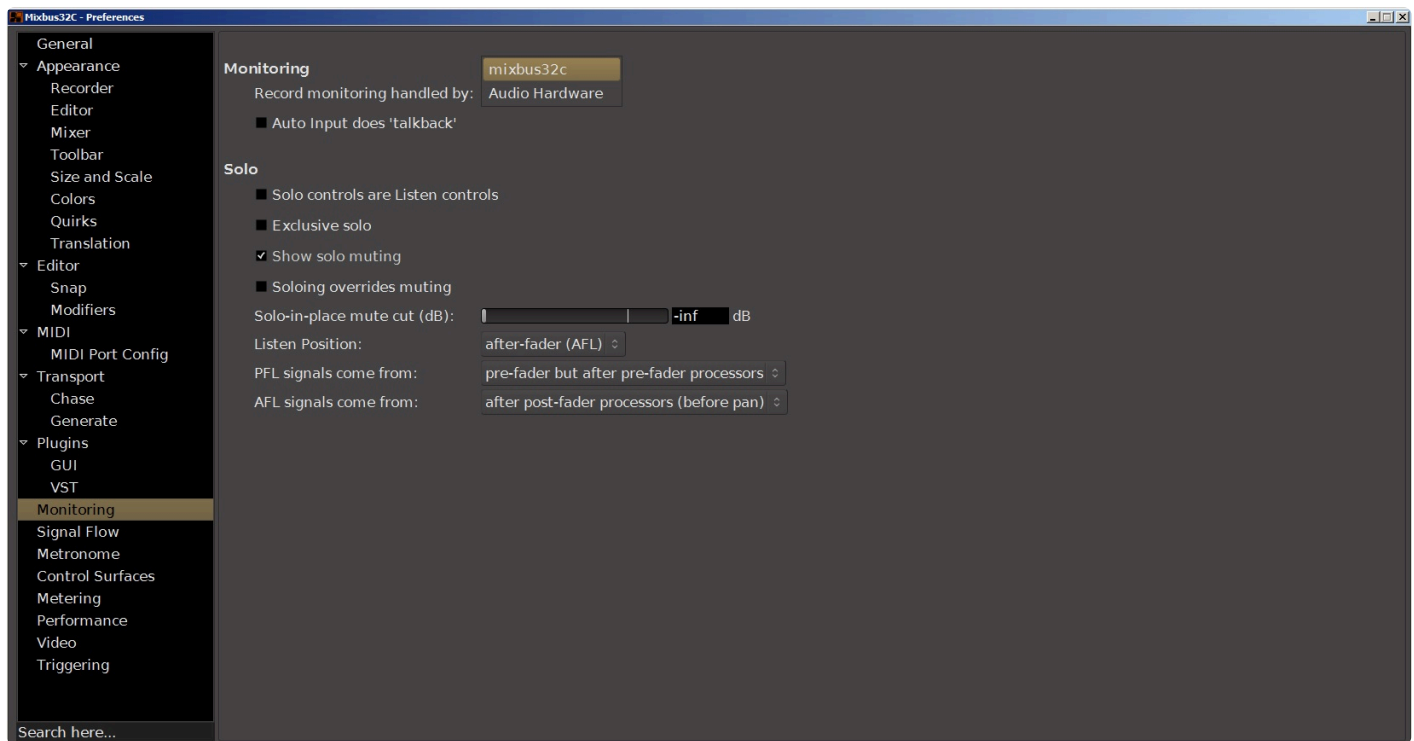 Mixbus32C - Preferences
General
Appearance
Recorder
Editor
Mixer
Toolbar
Size and Scale
Colors
Quirks
Translation
Editor
Snap
Modifiers
MIDI
MIDI Port Config
Transport
Chase
Generate
Plugins
GUI
VST
Monitoring
Signal Flow
Metronome
Control Surfaces
Metering
Performance
Video
Triggering
Search here...
Monitoring
mixbus32c
Record monitoring handled by: Audio Hardware
Auto Input does 'talkback'
Solo
Solo controls are Listen controls
Exclusive solo
Show solo muting
Soloing overrides muting
Solo-in-place mute cut (dB): -inf dB
Listen Position: after-fader (AFL)
PFL signals come from: pre-fader but after pre-fader processors
AFL signals come from: after post-fader processors (before pan)